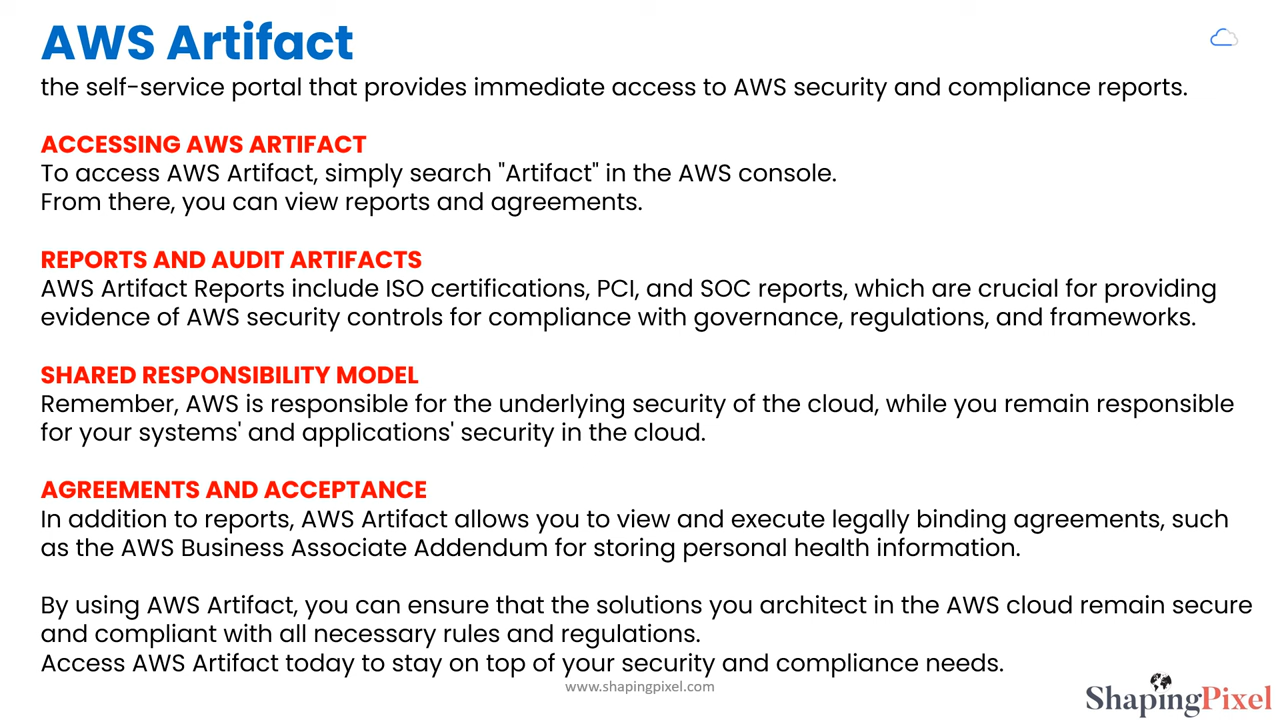 AWS Artifact
the self-service portal that provides immediate access to AWS security and compliance reports.
ACCESSING AWS ARTIFACT
To access AWS Artifact, simply search "Artifact" in the AWS console.
From there, you can view reports and agreements.
REPORTS AND AUDIT ARTIFACTS
AWS Artifact Reports include ISO certifications, PCI, and SOC reports, which are crucial for providing
evidence of AWS security controls for compliance with governance, regulations, and frameworks.
SHARED RESPONSIBILITY MODEL
Remember, AWS is responsible for the underlying security of the cloud, while you remain responsible
for your systems' and applications' security in the cloud.
AGREEMENTS AND ACCEPTANCE
In addition to reports, AWS Artifact allows you to view and execute legally binding agreements, such
as the AWS Business Associate Addendum for storing personal health information.
By using AWS Artifact, you can ensure that the solutions you architect in the AWS cloud remain secure
and compliant with all necessary rules and regulations.
Access AWS Artifact today to stay on top of your security and compliance needs.
www.shapingpixel.com
ShapingPixel